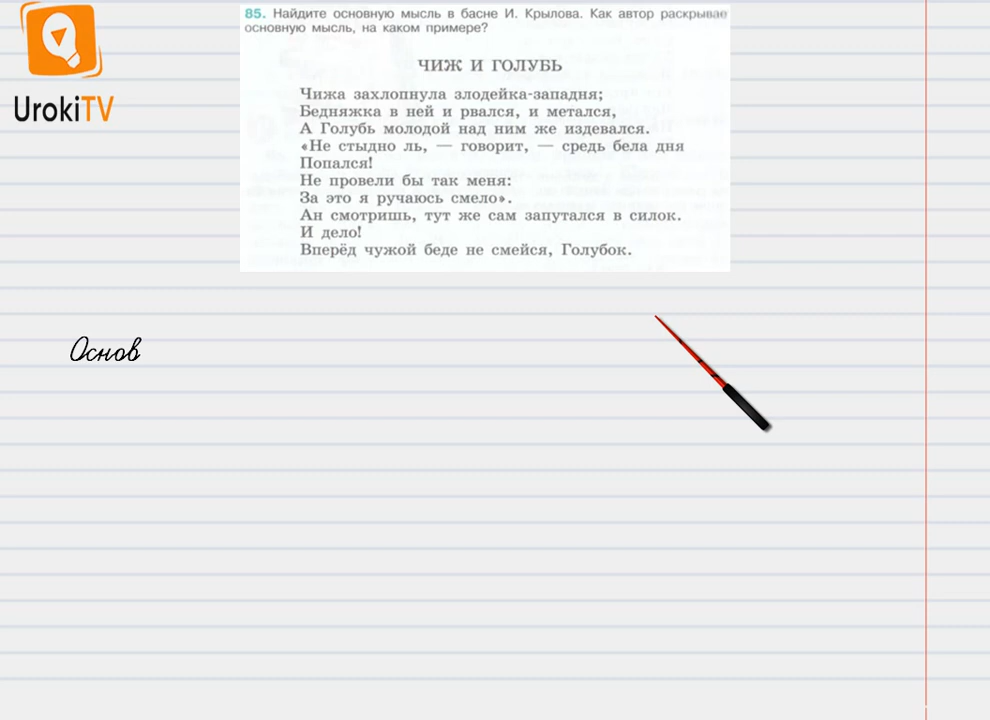 UrokiTV
85. Найдите основную мысль в басне И. Крылова. Как автор раскрывае
основную мысль, на каком примере?
ЧИЖ И ГОЛУБЬ
Чижа захлопнула злодейка-западня;
Бедняжка в ней и рвался, и метался,
А Голубь молодой над ним же издевался.
«Не стыдно ль, — говорит, — средь бела дня
Попался!
Не провели бы так меня:
За это я ручаюсь смело».
Ан смотришь, тут же сам запутался в силок.
И дело!
Вперёд чужой беде не смейся, Голубок.
Основ